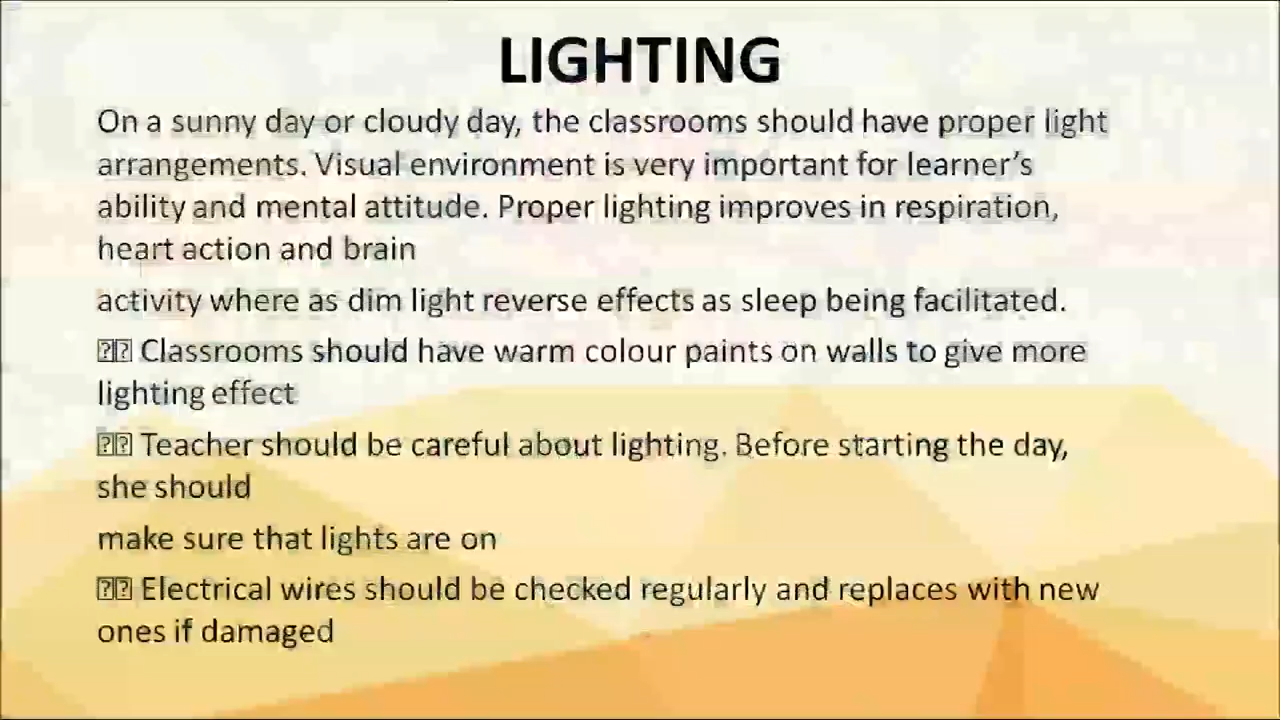 LIGHTING
On a sunny day or cloudy day, the classrooms should have proper light
arrangements. Visual environment is very important for learner's
ability and mental attitude. Proper lighting improves in respiration,
heart action and brain
activity where as dim light reverse effects as sleep being facilitated.
⍰⍰ Classrooms should have warm colour paints on walls to give more
lighting effect
⍰⍰ Teacher should be careful about lighting. Before starting the day,
she should
make sure that lights are on
⍰⍰ Electrical wires should be checked regularly and replaces with new
ones if damaged